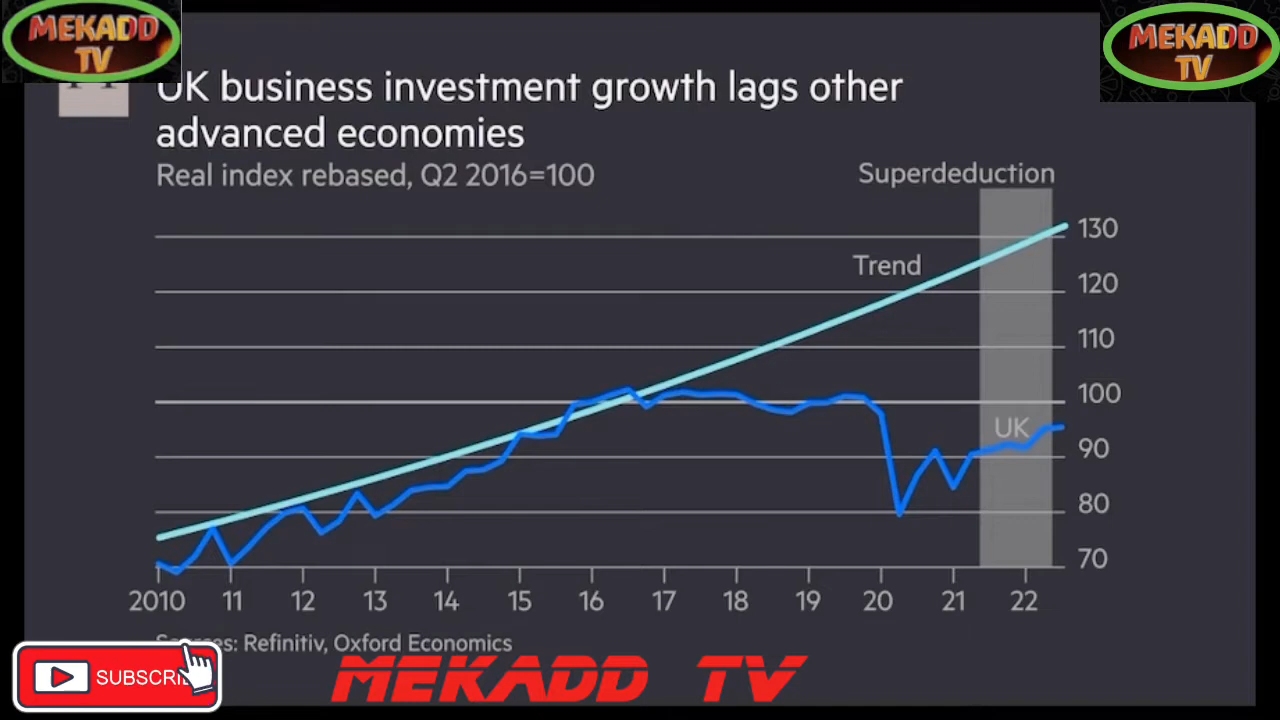 MEKADD
TV
MEKADD
TV
UK business investment growth lags other
advanced economies
Real index rebased, Q2 2016=100
Superdeduction
130
Trend
120
110
100
UK
90
80
70
2010 11 12 13 14 15 16 17 18 19 20 21 22
Sources: Refinitiv, Oxford Economics
SUBSCRI
MEKADD TV